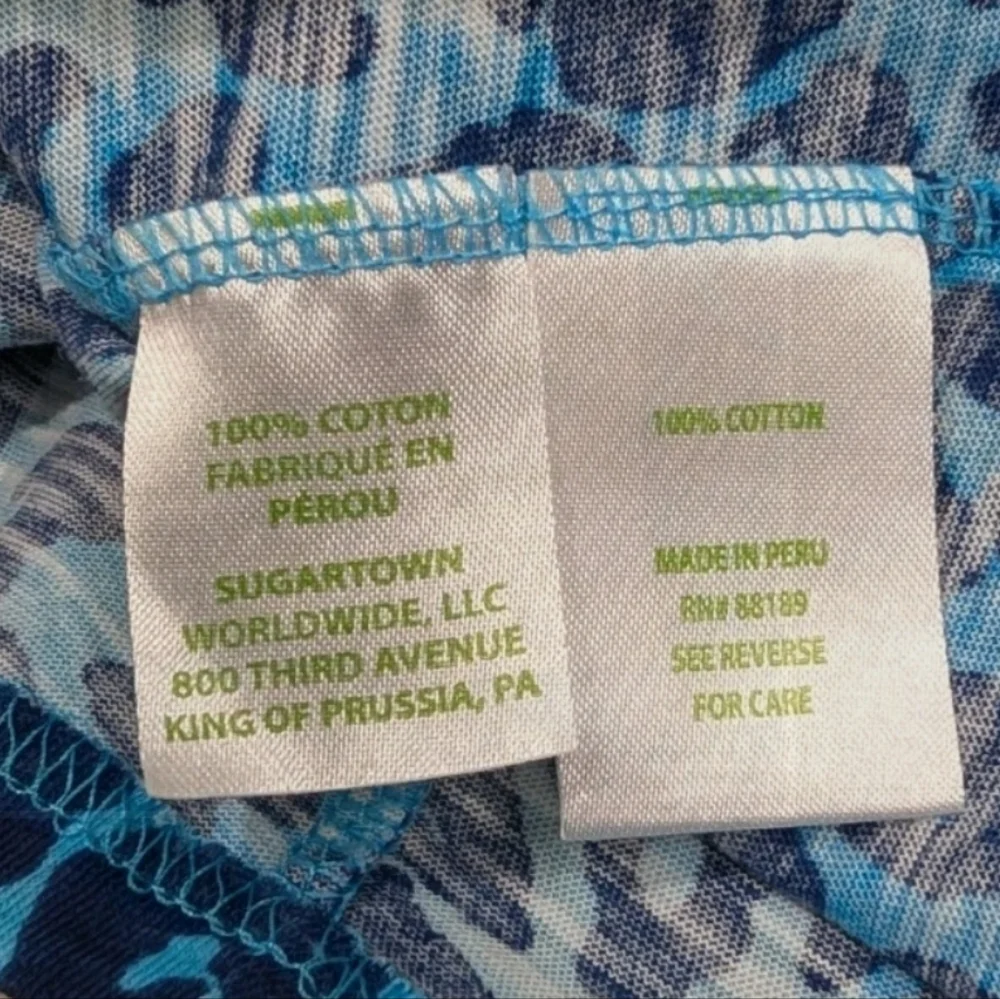 100% COTON
FABRIQUÉ EN
PÉROU
SUGARTOWN
WORLDWIDE, LLC
800 THIRD AVENUE
KING OF PRUSSIA, PA
100% COTTON
MADE IN PERU
RN# 88189
SEE REVERSE
FOR CARE